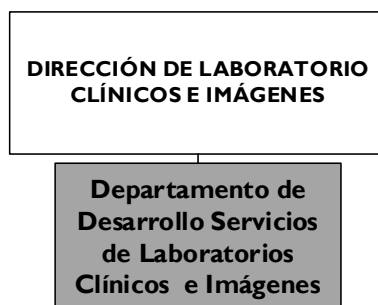 DIRECCIÓN DE LABORATORIO
CLÍNICOS E IMÁGENES
Departamento de
Desarrollo Servicios
de Laboratorios
Clínicos e Imágenes